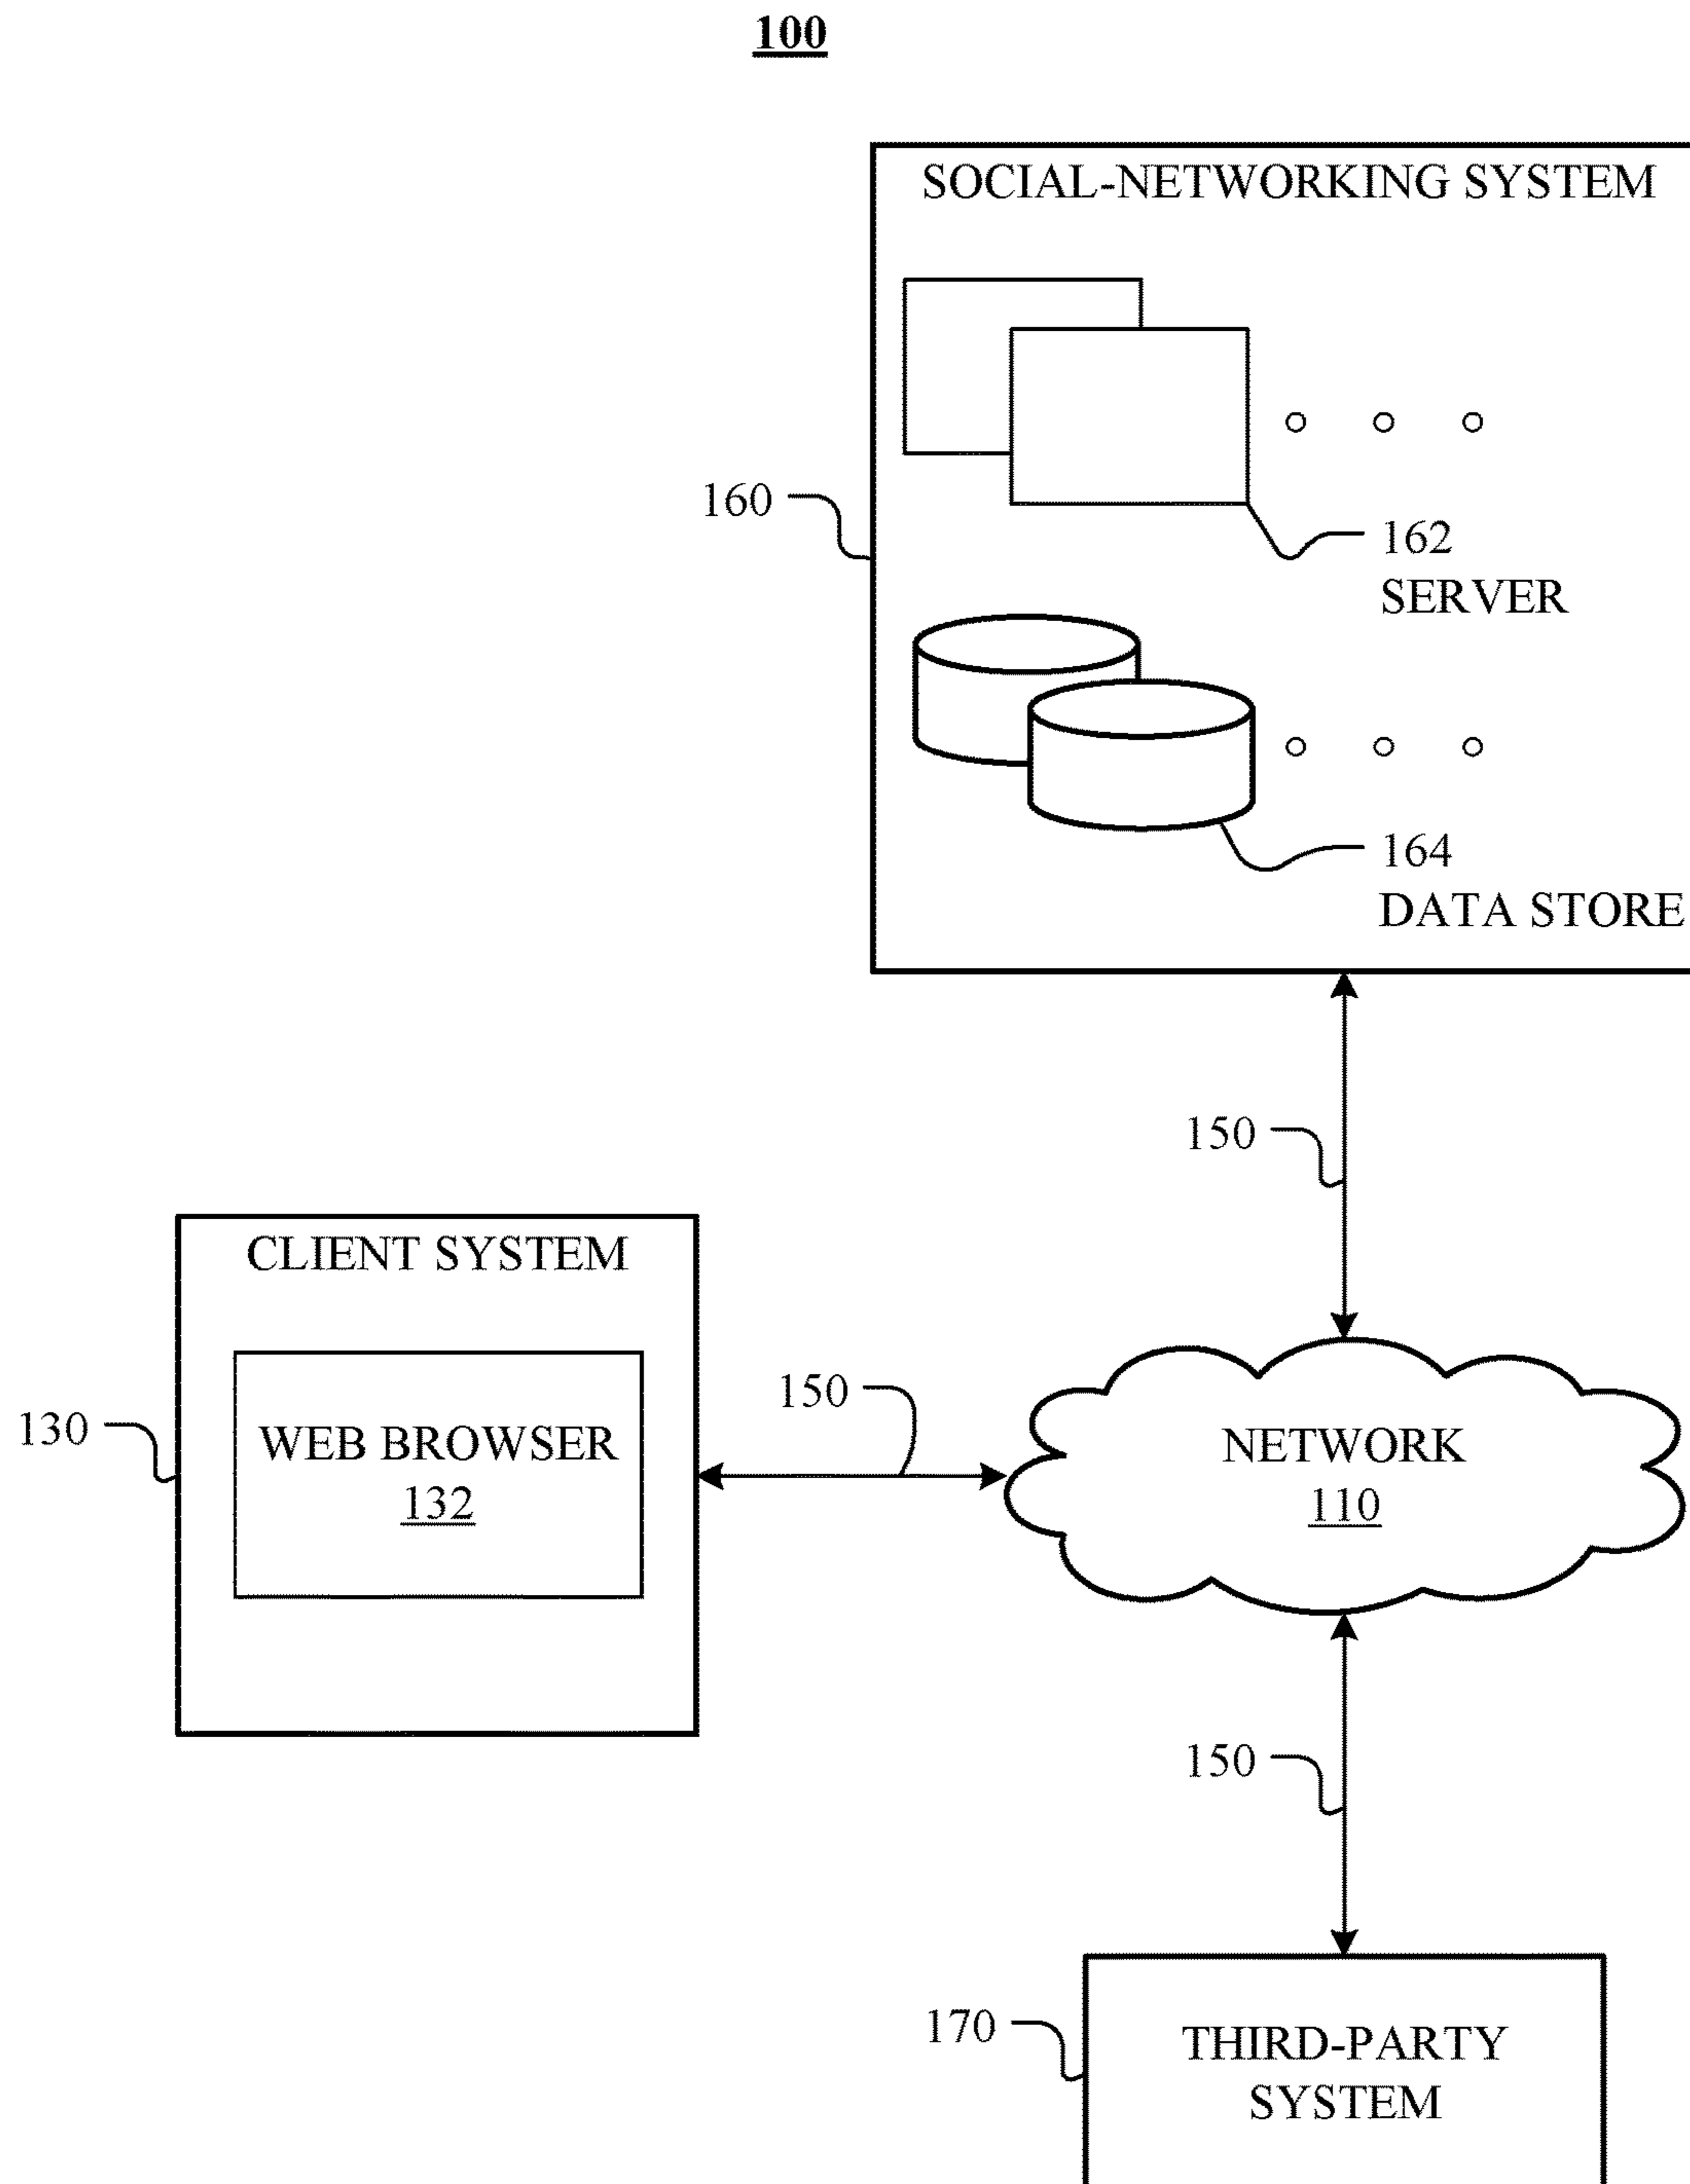 100
SOCIAL-NETWORKING SYSTEM
160
162
SERVER
164
DATA STORE
150
CLIENT SYSTEM
130
WEB BROWSER
132
150
NETWORK
110
150
170
THIRD-PARTY
SYSTEM